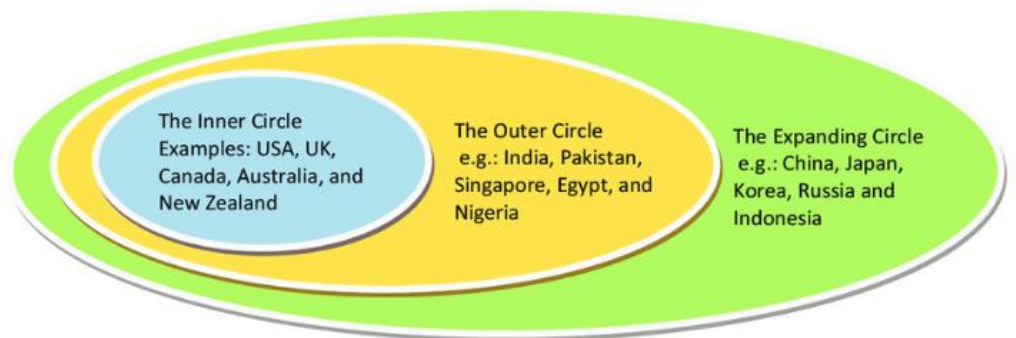 The Inner Circle
Examples: USA, UK,
Canada, Australia, and
New Zealand
The Outer Circle
e.g.: India, Pakistan,
Singapore, Egypt, and
Nigeria
The Expanding Circle
e.g.: China, Japan,
Korea, Russia and
Indonesia